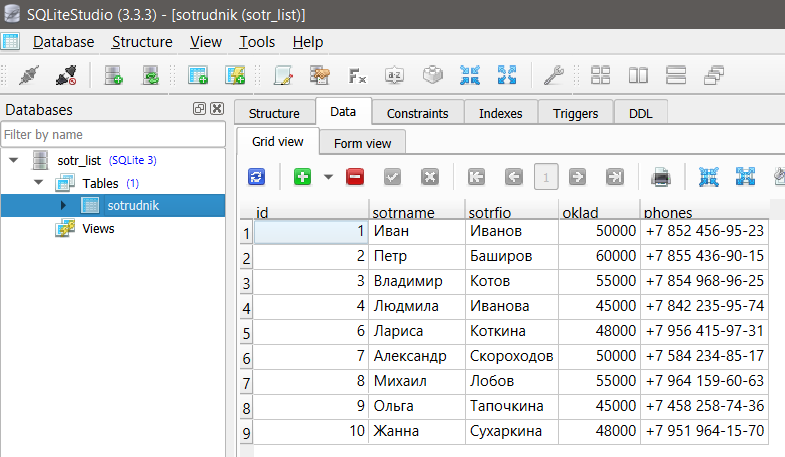 SQLiteStudio (3.3.3) - [sotrudnik (sotr_list)]
Database Structure View Tools Help
Databases
Filter by name
sotr_list (SQLite 3)
Tables (1)
sotrudnik
Views
Structure Data Constraints Indexes Triggers DDL
Grid view Form view
1
id sotrname sotrfio oklad phones
1 1 Иван Иванов 50000 +7 852 456-95-23
2 2 Петр Баширов 60000 +7 855 436-90-15
3 3 Владимир Котов 55000 +7 854 968-96-25
4 4 Людмила Иванова 45000 +7 842 235-95-74
5 6 Лариса Коткина 48000 +7 956 415-97-31
6 7 Александр Скороходов 50000 +7 584 234-85-17
7 8 Михаил Лобов 55000 +7 964 159-60-63
8 9 Ольга Тапочкина 45000 +7 458 258-74-36
9 10 Жанна Сухаркина 48000 +7 951 964-15-70